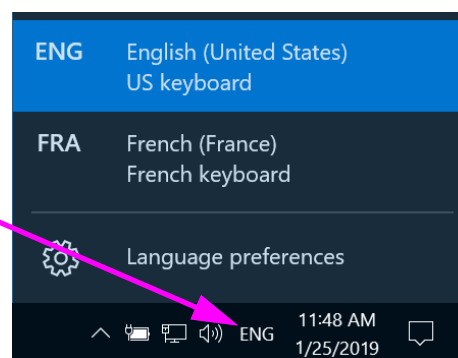 ENG English (United States)
US keyboard
FRA French (France)
French keyboard
Language preferences
ENG 11:48 AM
1/25/2019